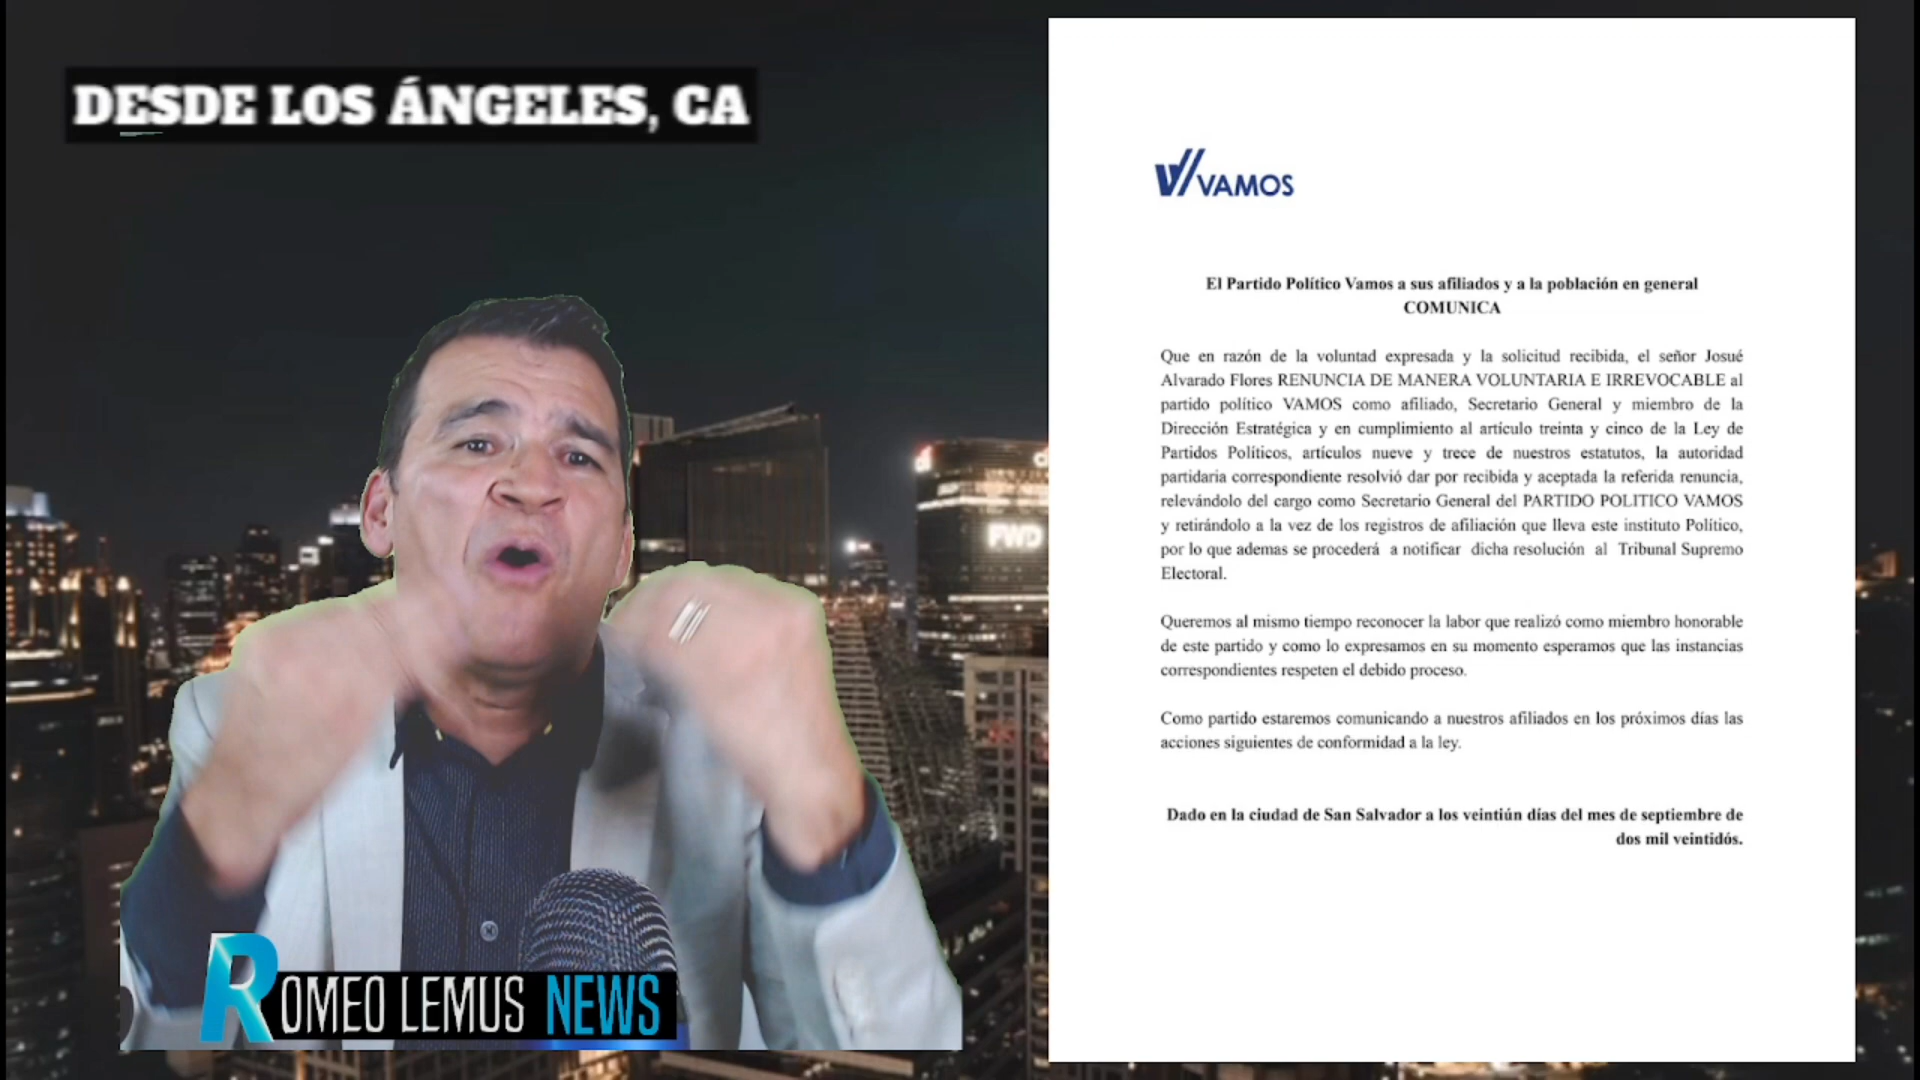 DESDE LOS ÁNGELES, CA
VAMOS
El Partido Político Vamos a sus afiliados y a la población en general
COMUNICA
Que en razón de la voluntad expresada y la solicitud recibida, el señor Josué
Alvarado Flores RENUNCIA DE MANERA VOLUNTARIA E IRREVOCABLE al
partido político VAMOS como afiliado, Secretario General y miembro de la
Dirección Estratégica y en cumplimiento al artículo treinta y cinco de la Ley de
Partidos Políticos, artículos nueve y trece de nuestros estatutos, la autoridad
partidaria correspondiente resolvió dar por recibida y aceptada la referida renuncia,
relevándolo del cargo como Secretario General del PARTIDO POLITICO VAMOS
y retirándolo a la vez de los registros de afiliación que lleva este instituto Político,
por lo que ademas se procederá a notificar dicha resolución al Tribunal Supremo
Electoral.
Queremos al mismo tiempo reconocer la labor que realizó como miembro honorable
de este partido y como lo expresamos en su momento esperamos que las instancias
correspondientes respeten el debido proceso.
Como partido estaremos comunicando a nuestros afiliados en los próximos días las
acciones siguientes de conformidad a la ley.
Dado en la ciudad de San Salvador a los veintiún días del mes de septiembre de
dos mil veintidós.
FWD
ROMEO LEMUS NEWS